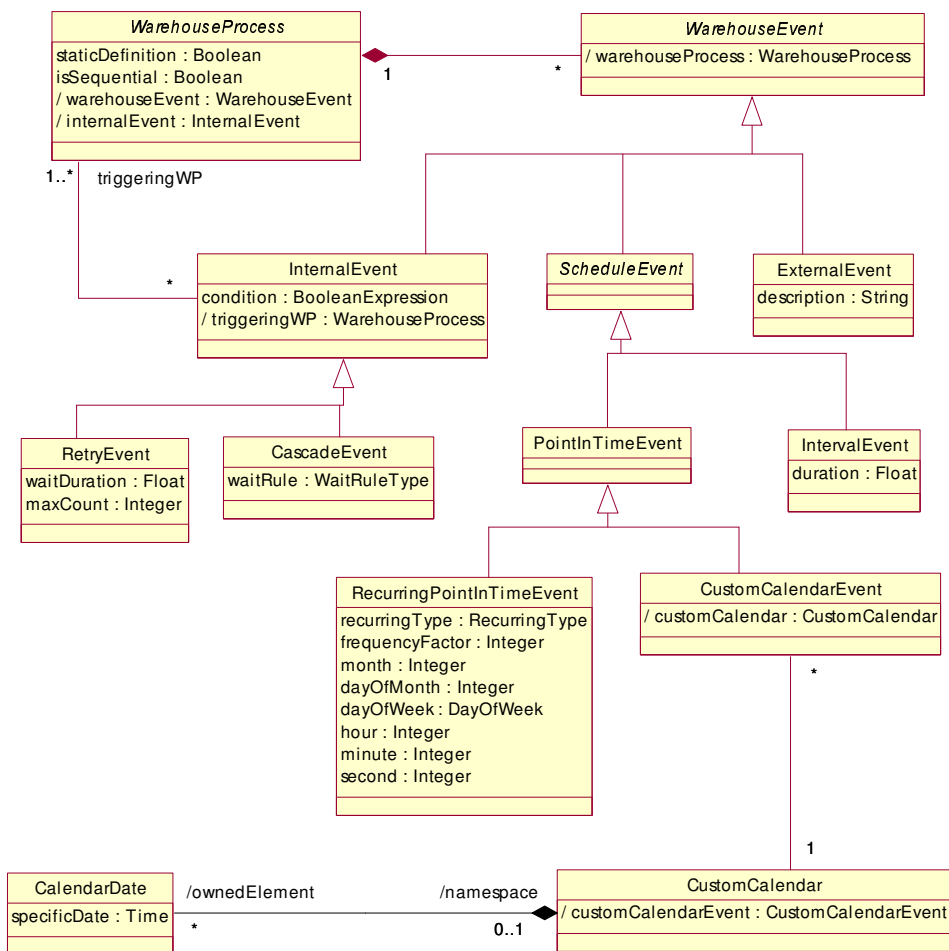 WarehouseProcess
staticDefinition : Boolean
isSequential : Boolean
/ warehouseEvent : WarehouseEvent
/ internalEvent : InternalEvent
1
*
WarehouseEvent
/ warehouseProcess : WarehouseProcess
1..*
triggeringWP
*
InternalEvent
condition : BooleanExpression
/ triggeringWP : WarehouseProcess
ScheduleEvent
ExternalEvent
description : String
RetryEvent
waitDuration : Float
maxCount : Integer
CascadeEvent
waitRule : WaitRuleType
PointInTimeEvent
IntervalEvent
duration : Float
RecurringPointInTimeEvent
recurringType : RecurringType
frequencyFactor : Integer
month : Integer
dayOfMonth : Integer
dayOfWeek : DayOfWeek
hour : Integer
minute : Integer
second : Integer
CustomCalendarEvent
/ customCalendar : CustomCalendar
*
1
CalendarDate
specificDate : Time
/ownedElement
*
/namespace
0..1
CustomCalendar
/ customCalendarEvent : CustomCalendarEvent